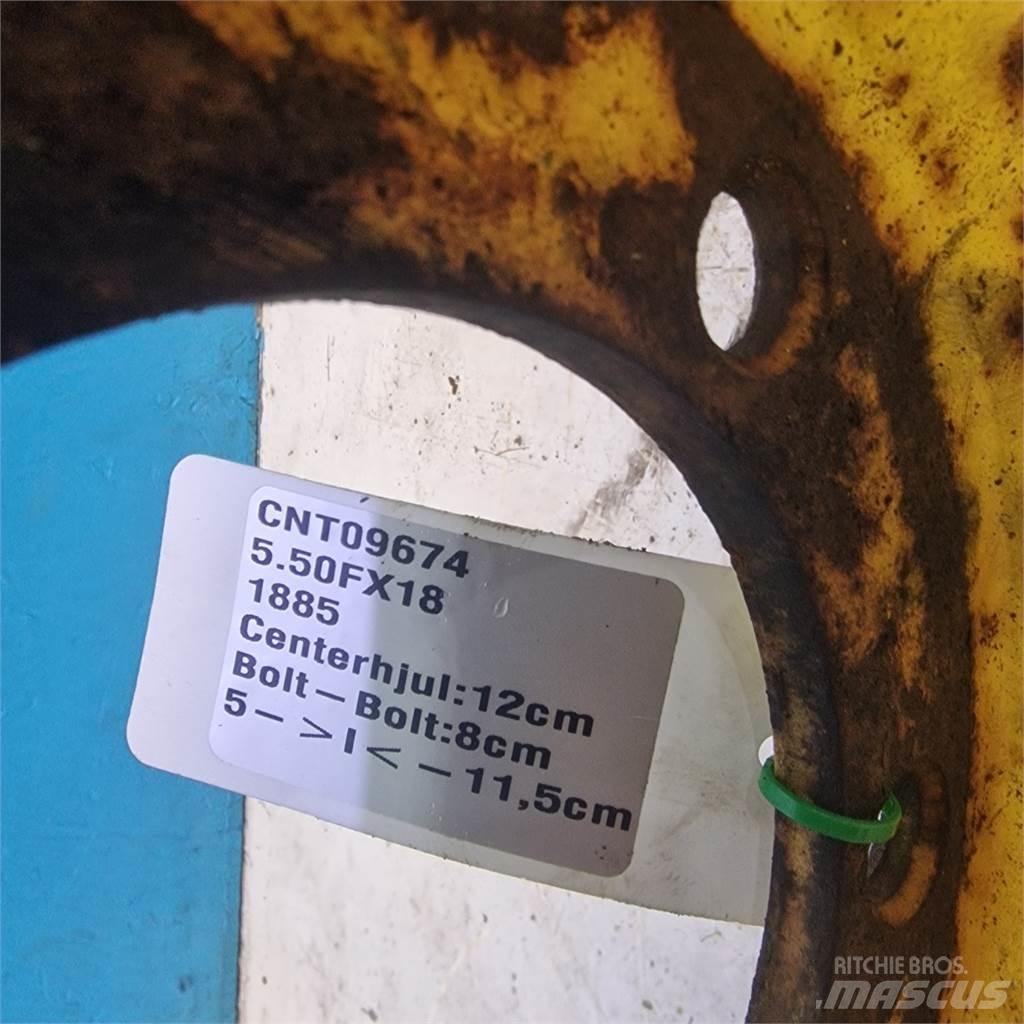 CNT09674
5.50FX18
1885
Centerhjul:12cm
Bolt-Bolt:8cm
5->I<-11,5cm
RITCHIE BROS.
MASCUS